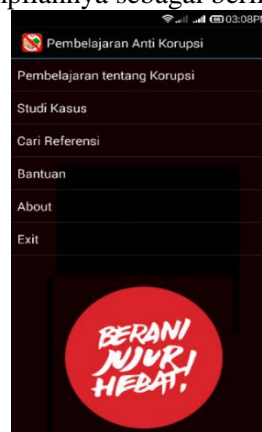 03:08PM
Pembelajaran Anti Korupsi
Pembelajaran tentang Korupsi
Studi Kasus
Cari Referensi
Bantuan
About
Exit
BERANI
JUJUR
HEBAT!